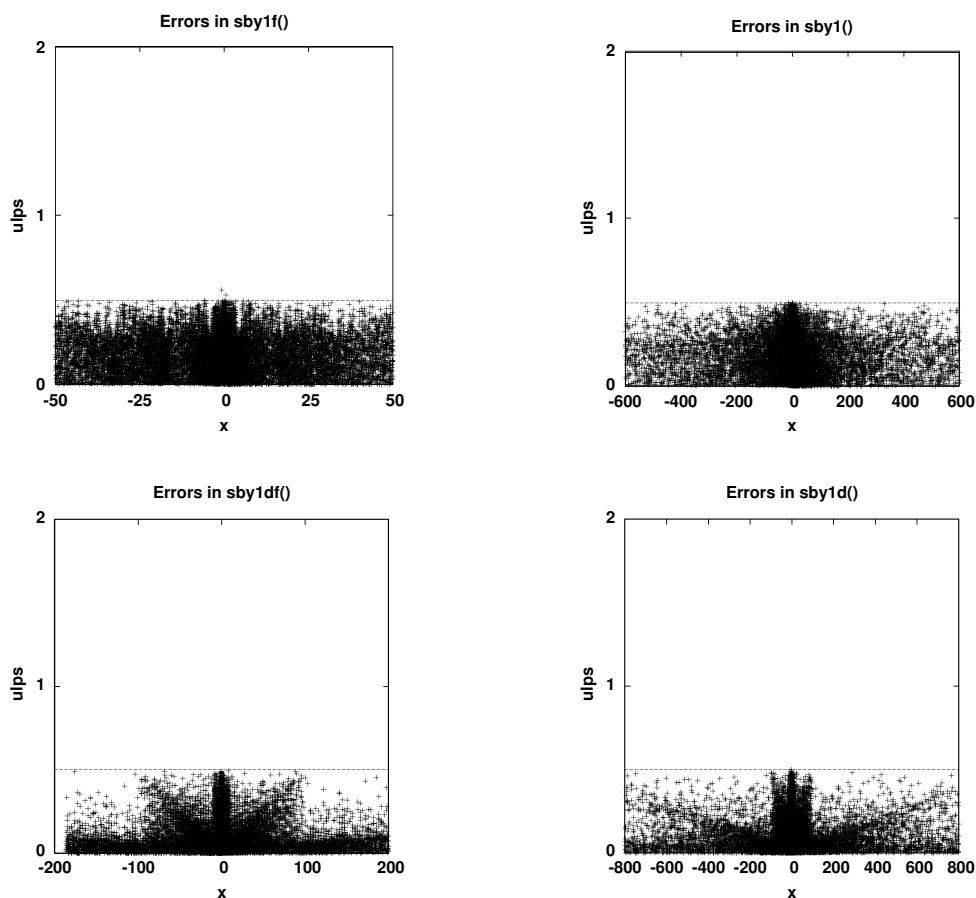 Errors in sby1f()
2
1
0
ulps
-50 -25 0 25 50
x
Errors in sby1()
2
1
0
ulps
-600 -400 -200 0 200 400 600
x
Errors in sby1df()
2
1
0
ulps
-200 -100 0 100 200
x
Errors in sby1d()
2
1
0
ulps
-800 -600 -400 -200 0 200 400 600 800
x